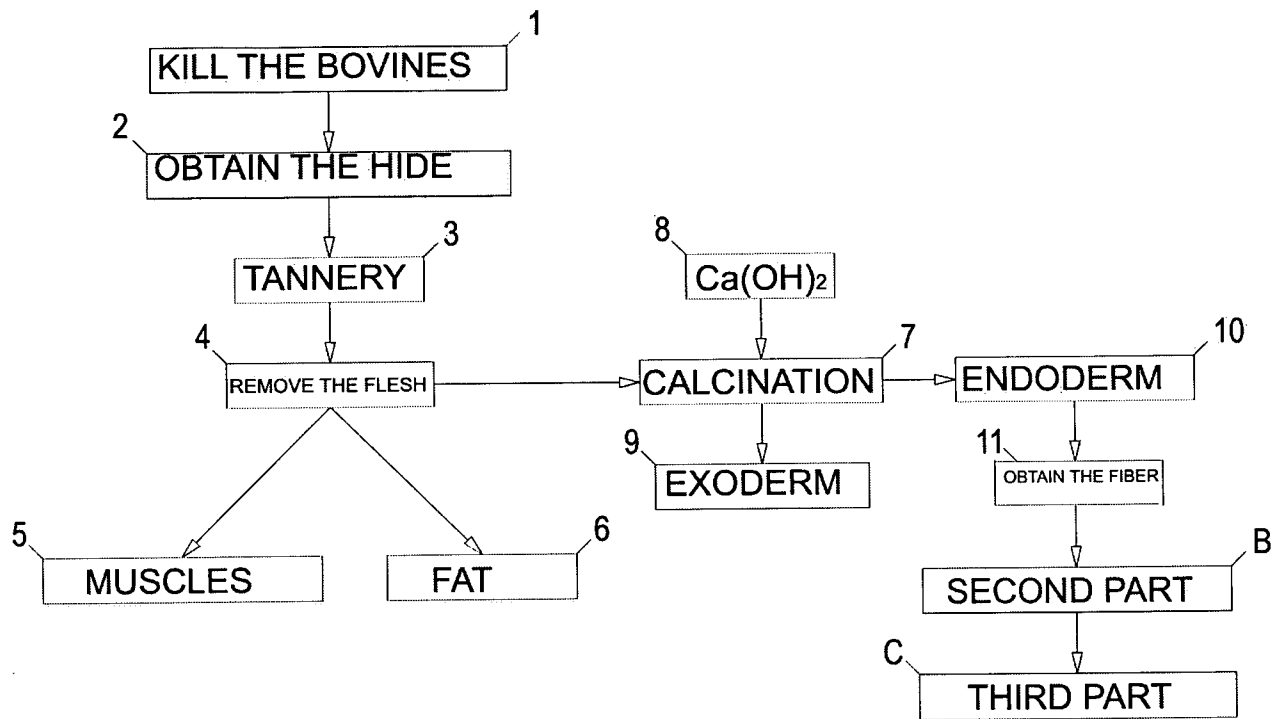 1
KILL THE BOVINES
2
OBTAIN THE HIDE
3
TANNERY
8
Ca(OH)2
4
REMOVE THE FLESH
7
CALCINATION
10
ENDODERM
9
EXODERM
11
OBTAIN THE FIBER
5
MUSCLES
6
FAT
B
SECOND PART
C
THIRD PART